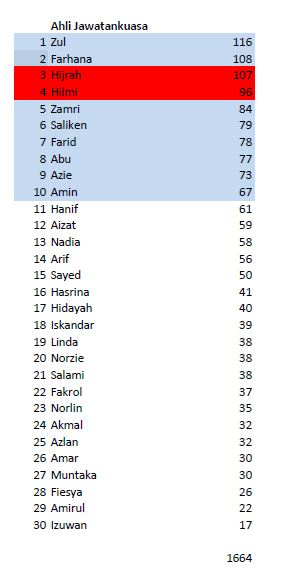 Ahli Jawatankuasa
1 Zul 116
2 Farhana 108
3 Hijrah 107
4 Hilmi 96
5 Zamri 84
6 Saliken 79
7 Farid 78
8 Abu 77
9 Azie 73
10 Amin 67
11 Hanif 61
12 Aizat 59
13 Nadia 58
14 Arif 56
15 Sayed 50
16 Hasrina 41
17 Hidayah 40
18 Iskandar 39
19 Linda 38
20 Norzie 38
21 Salami 38
22 Fakrol 37
23 Norlin 35
24 Akmal 32
25 Azlan 32
26 Amar 30
27 Muntaka 30
28 Fiesya 26
29 Amirul 22
30 Izuwan 17
1664